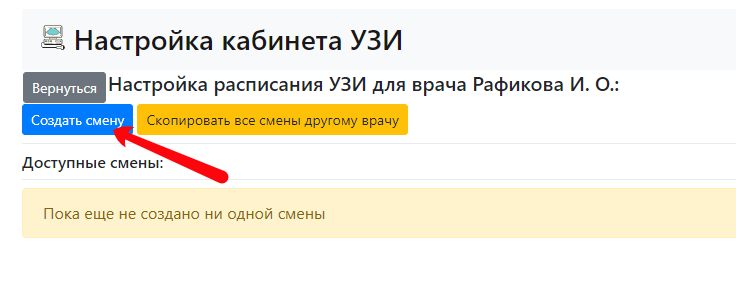 Настройка кабинета УЗИ
Вернуться Настройка расписания УЗИ для врача Рафикова И. О.:
Создать смену Скопировать все смены другому врачу
Доступные смены:
Пока еще не создано ни одной смены